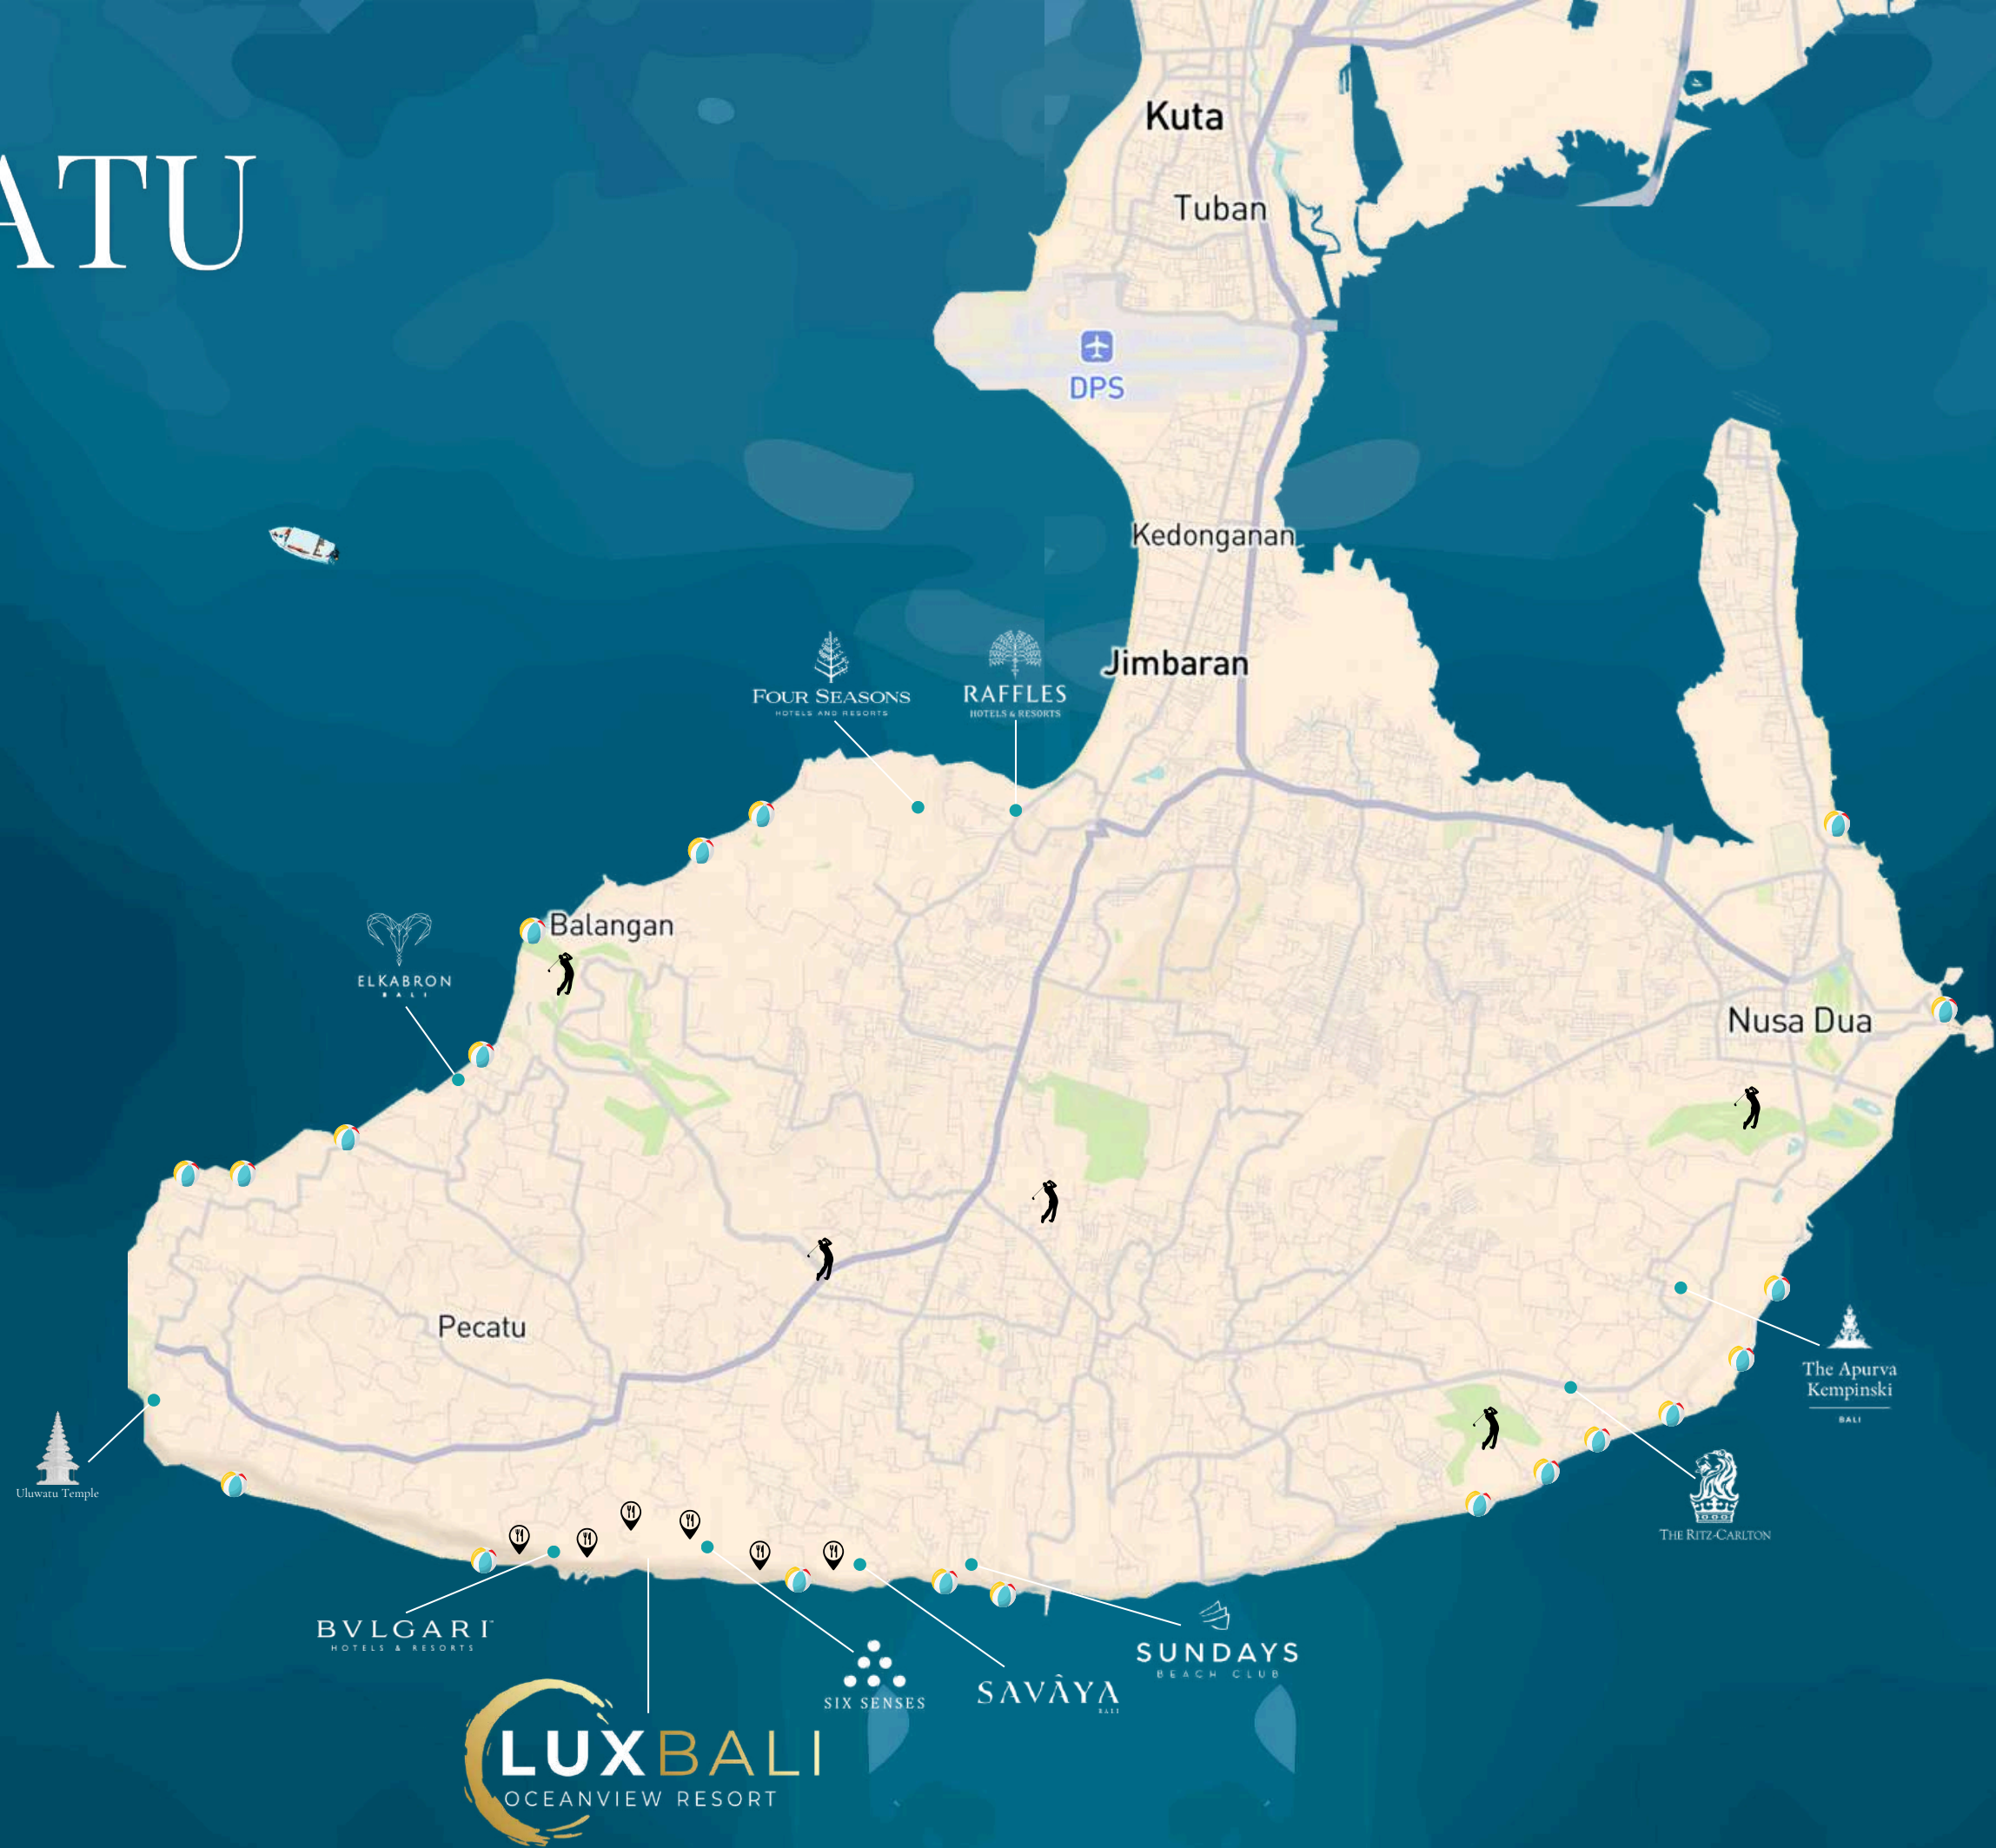 Kuta
ATU
Tuban
DPS
Kedonganan
Jimbaran
FOUR SEASONS
HOTELS AND RESORTS
RAFFLES
HOTELS & RESORTS
Balangan
ELKABRON
BALI
Nusa Dua
Pecatu
The Apurva
Kempinski
BALI
Uluwatu Temple
THE RITZ-CARLTON
BVLGARI
HOTELS & RESORTS
SIX SENSES
SAVÂYA
BALI
SUNDAYS
BEACH CLUB
LUXBALI
OCEANVIEW RESORT